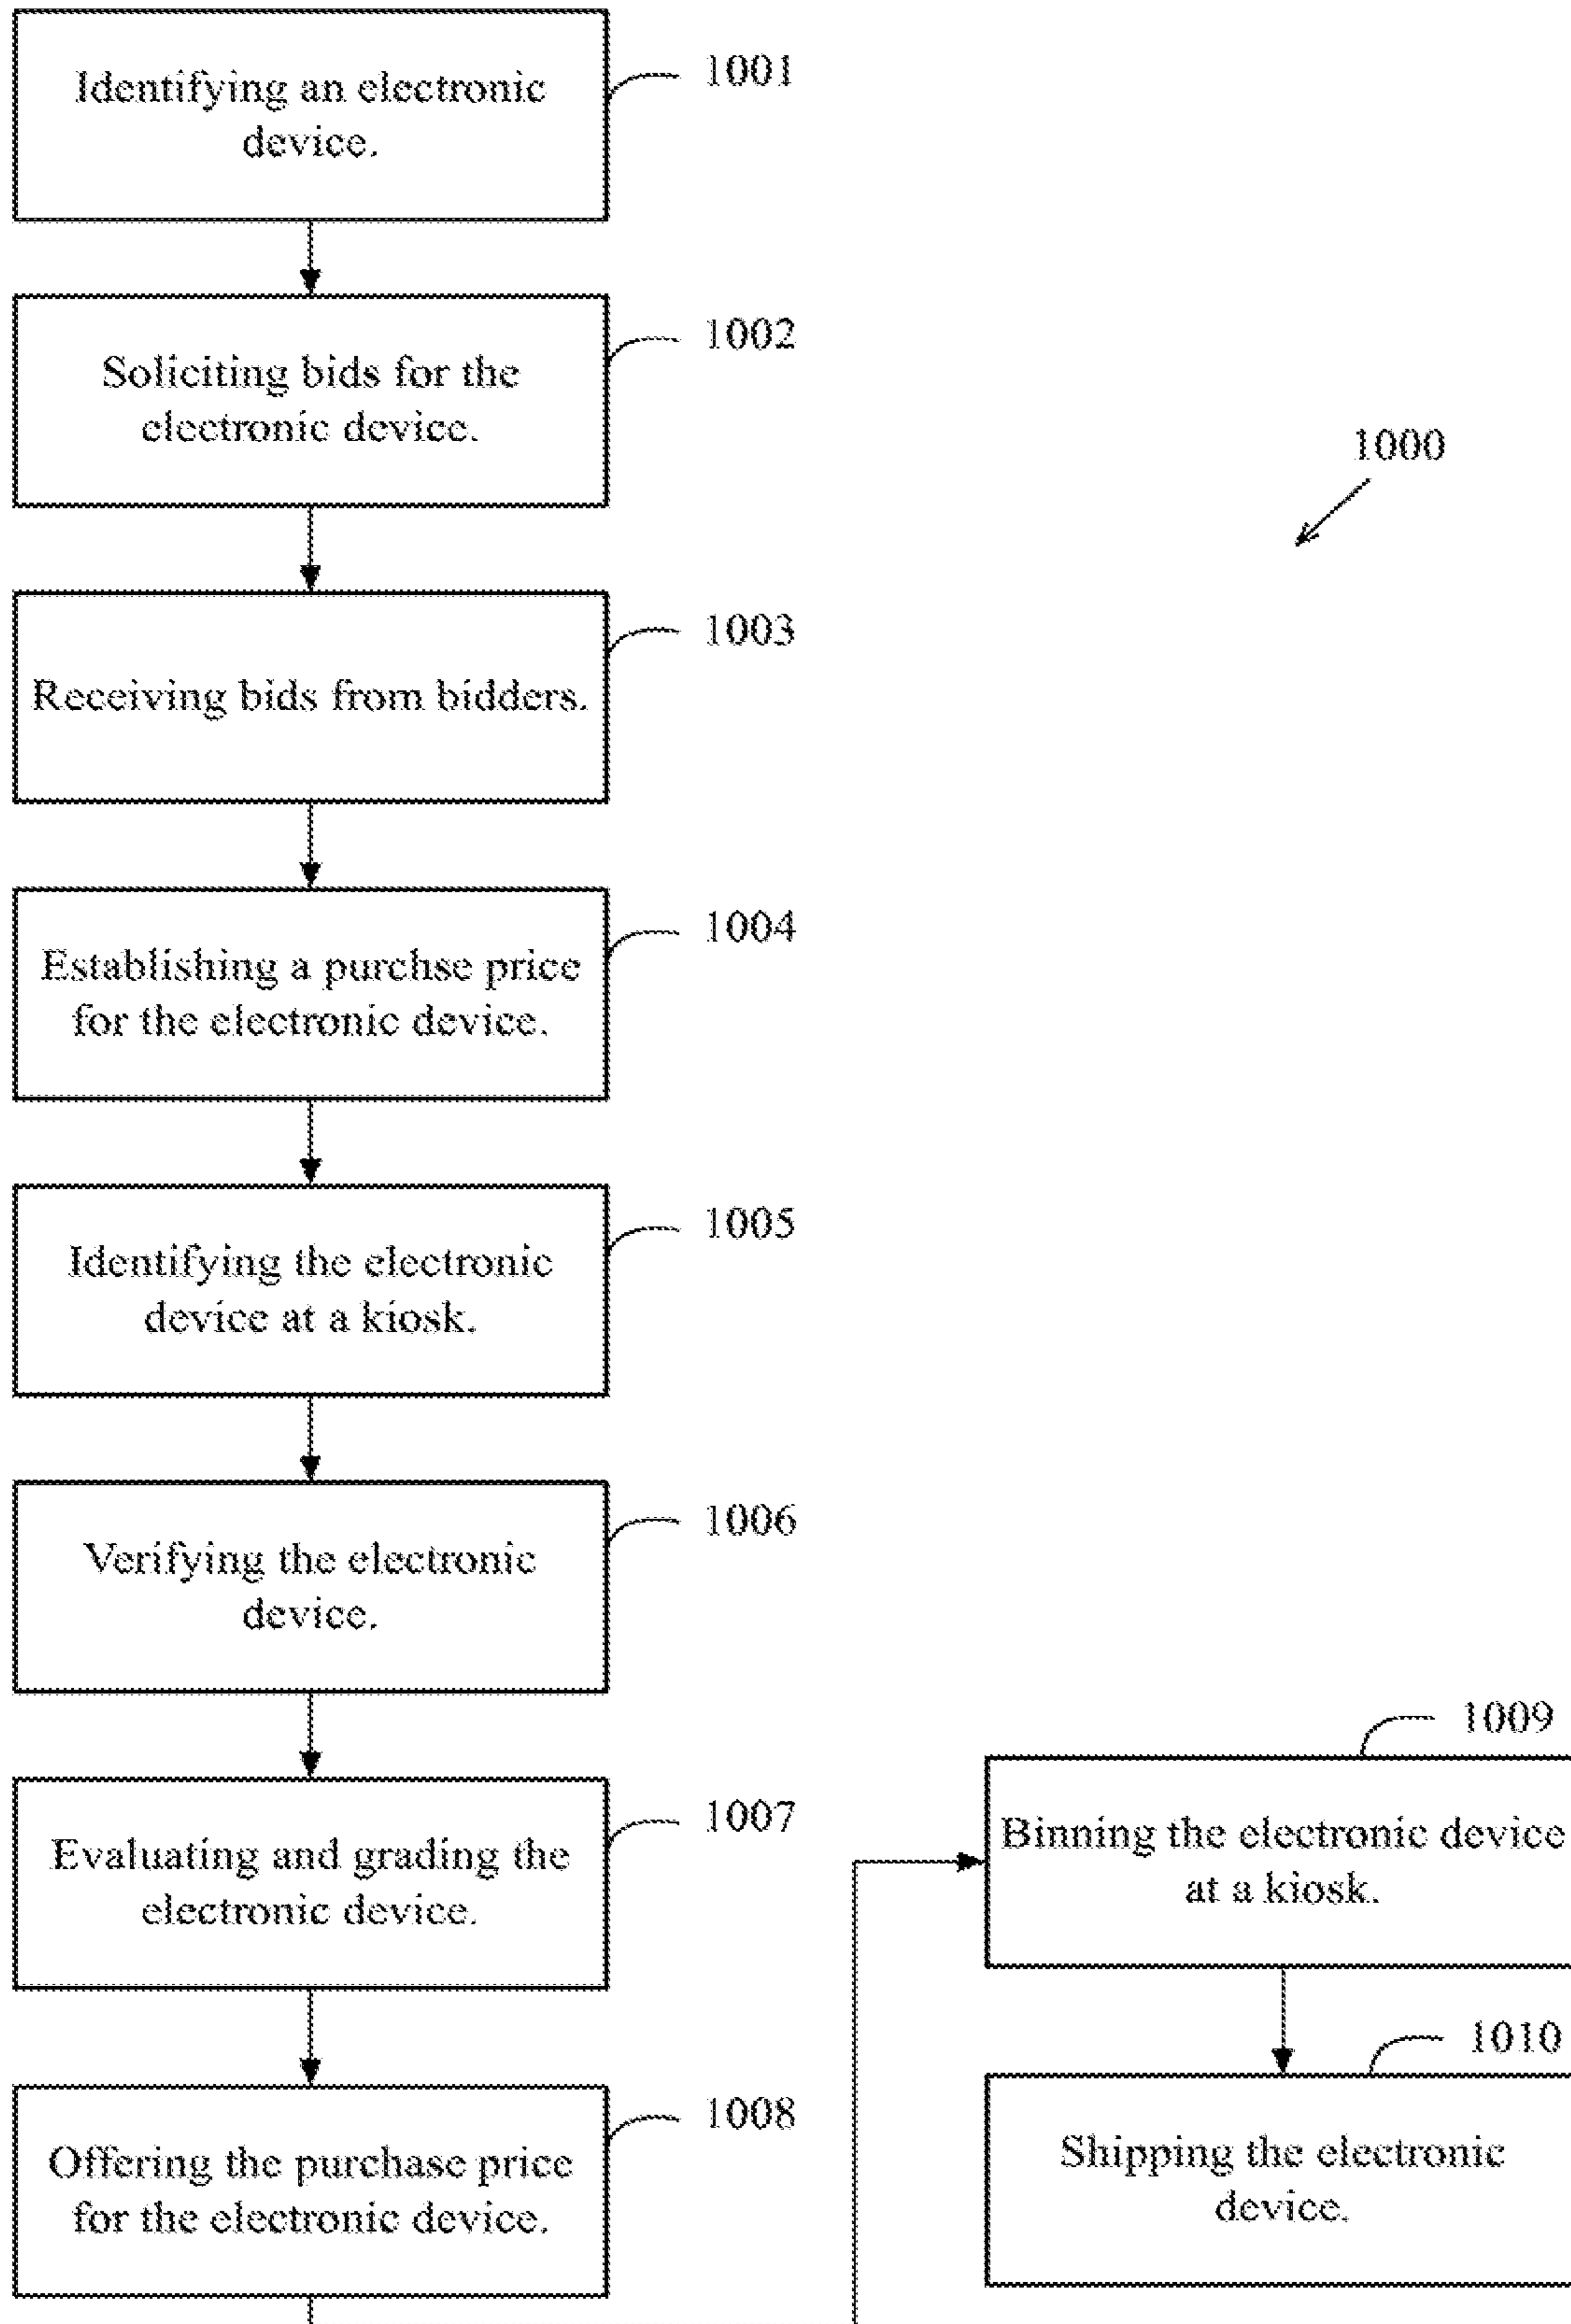 Identifying an electronic
device.
1001
Soliciting bids for the
electronic device.
1002
1000
Receiving bids from bidders.
1003
Establishing a purchse price
for the electronic device.
1004
Identifying the electronic
device at a kiosk.
1005
Verifying the electronic
device.
1006
Evaluating and grading the
electronic device.
1007
Offering the purchase price
for the electronic device.
1008
1009
Binning the electronic device
at a kiosk.
1010
Shipping the electronic
device.